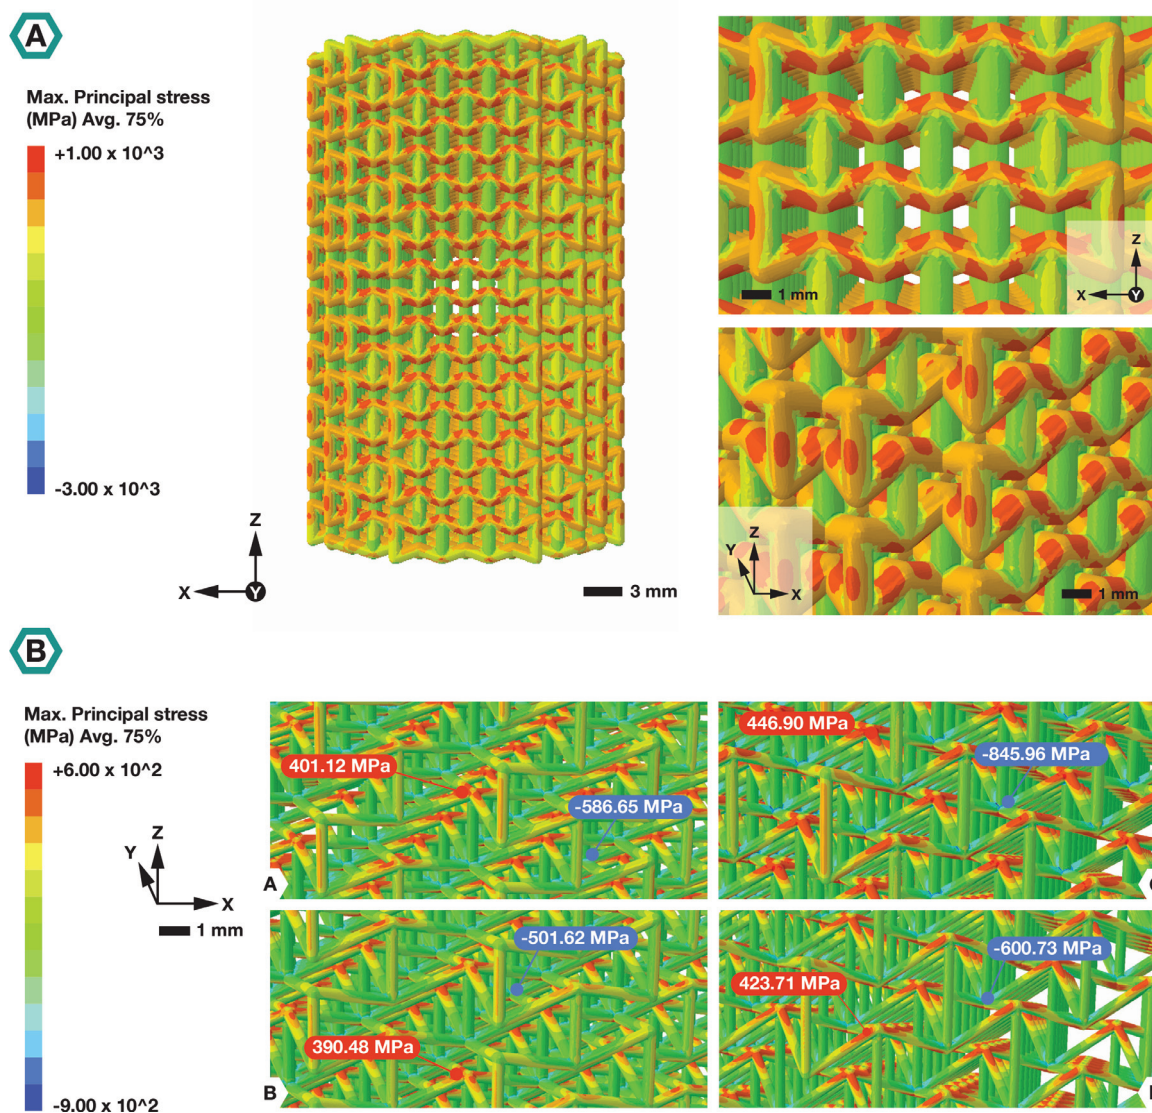 A
Max. Principal stress
(MPa) Avg. 75%
+1.00 x 10^3
-3.00 x 10^3
Z
X
Y
3 mm
Z
X
Y
1 mm
Y
Z
X
1 mm
B
Max. Principal stress
(MPa) Avg. 75%
+6.00 x 10^2
-9.00 x 10^2
Z
Y
X
1 mm
401.12 MPa
-586.65 MPa
A
446.90 MPa
-845.96 MPa
-501.62 MPa
390.48 MPa
B
-600.73 MPa
423.71 MPa